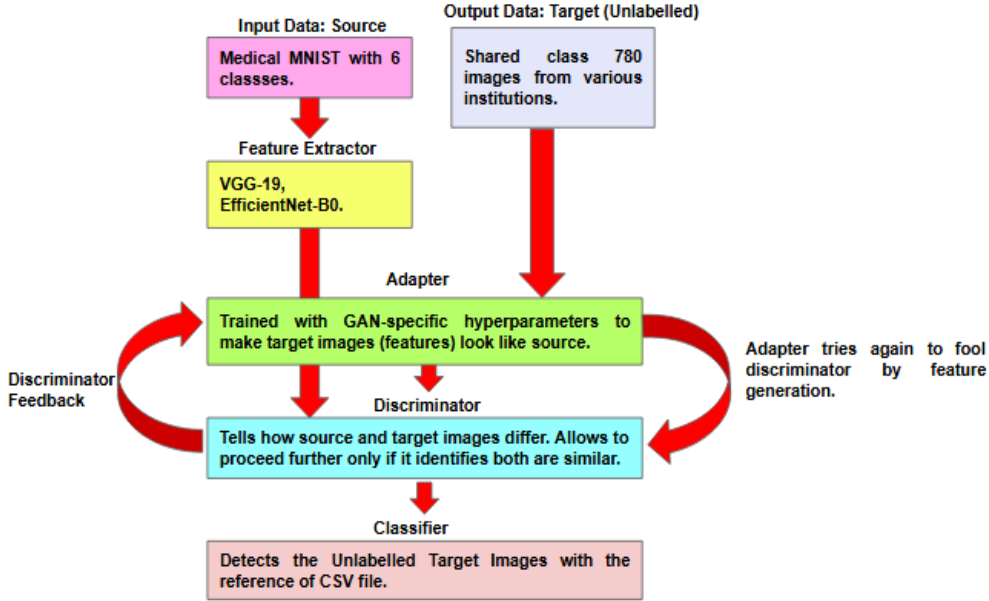 Input Data: Source
Output Data: Target (Unlabelled)
Medical MNIST with 6
classses.
Shared class 780
images from various
institutions.
Feature Extractor
VGG-19,
EfficientNet-B0.
Adapter
Trained with GAN-specific hyperparameters to
make target images (features) look like source.
Discriminator
Feedback
Adapter tries again to fool
discriminator by feature
generation.
Discriminator
Tells how source and target images differ. Allows to
proceed further only if it identifies both are similar.
Classifier
Detects the Unlabelled Target Images with the
reference of CSV file.